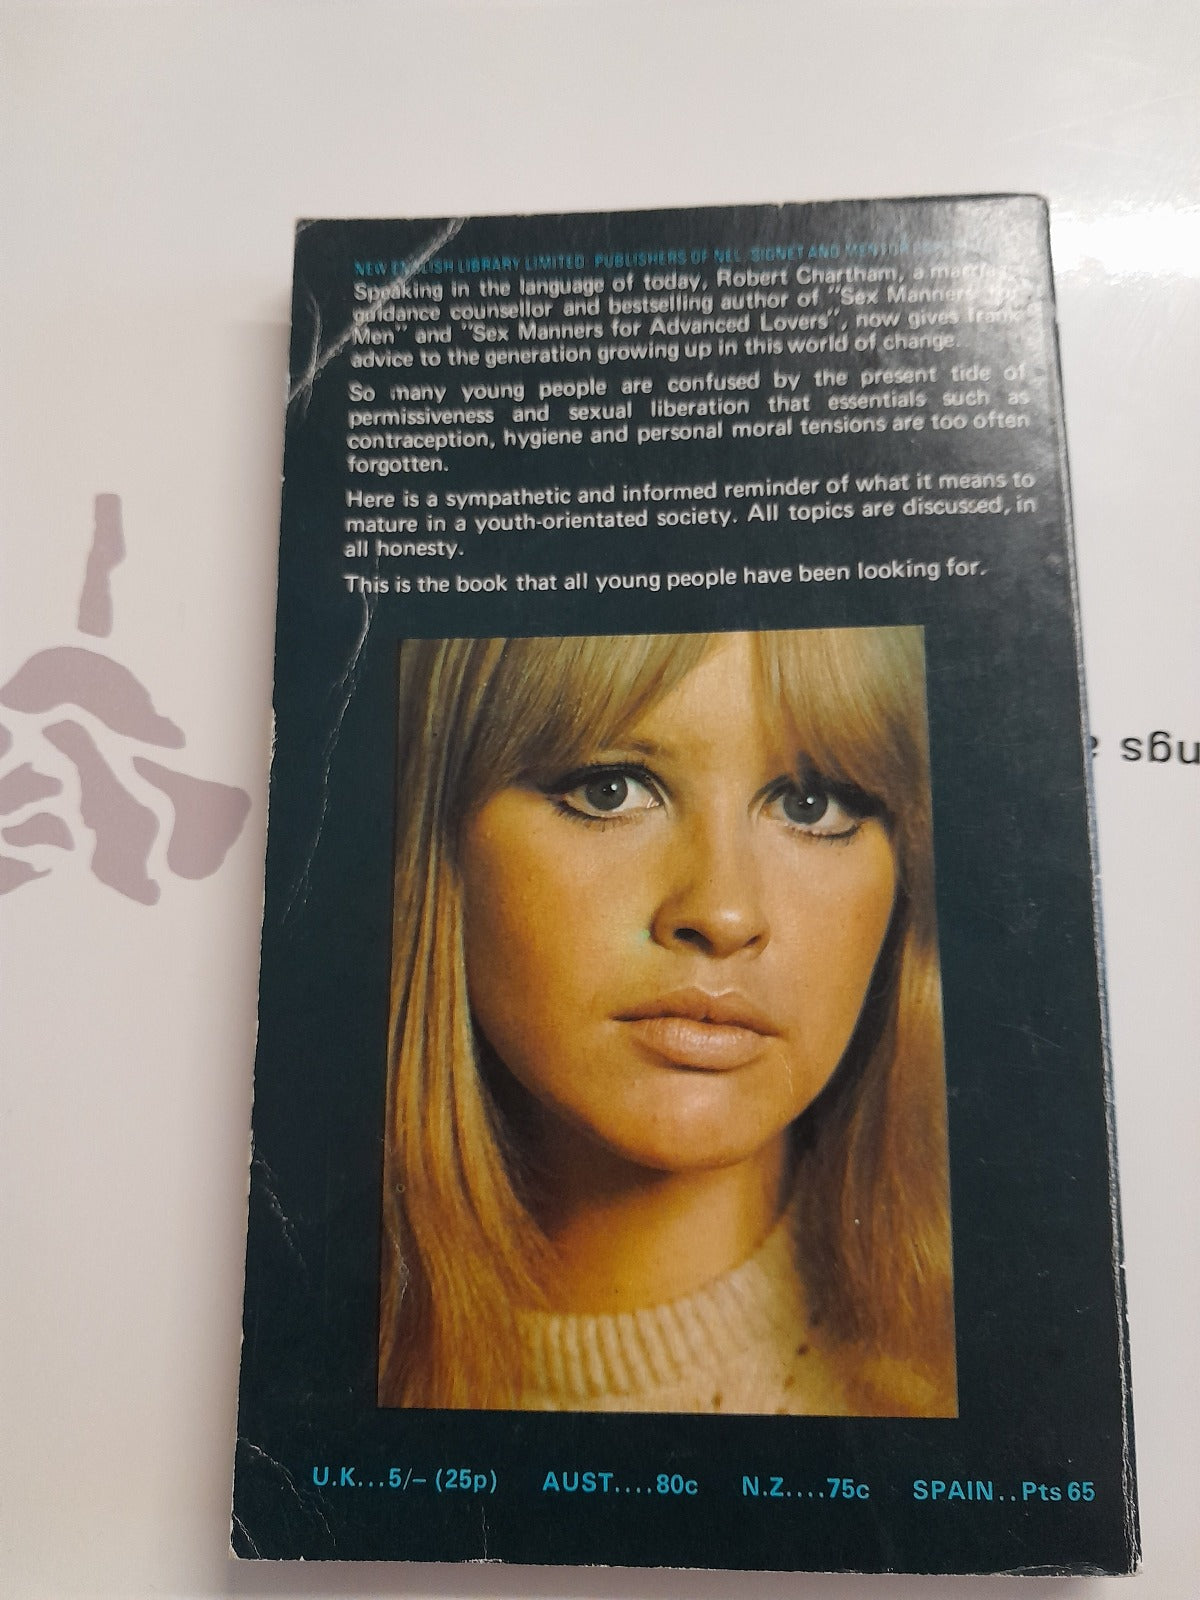 NEW ENGLISH LIBRARY LIMITED PUBLISHERS OF NEL, SIGNET AND MENTOR
Speaking in the language of today, Robert Chartham, a marriage
guidance counsellor and bestselling author of "Sex Manners for
Men" and "Sex Manners for Advanced Lovers", now gives frank
advice to the generation growing up in this world of change.
So many young people are confused by the present tide of
permissiveness and sexual liberation that essentials such as
contraception, hygiene and personal moral tensions are too often
forgotten.
Here is a sympathetic and informed reminder of what it means to
mature in a youth-orientated society. All topics are discussed, in
all honesty.
This is the book that all young people have been looking for.
U.K...5/– (25p) AUST....80c N.Z....75c SPAIN..Pts 65